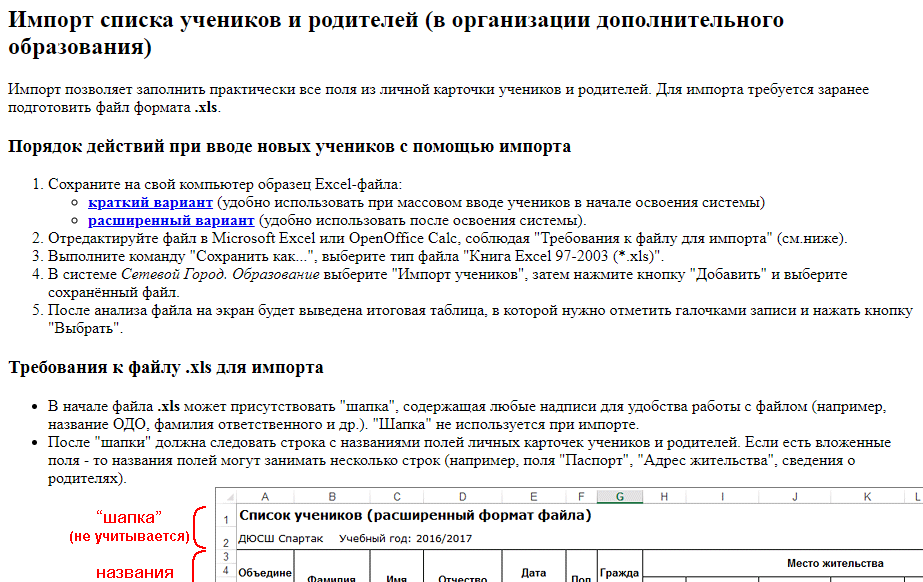 Импорт списка учеников и родителей (в организации дополнительного
образования)
Импорт позволяет заполнить практически все поля из личной карточки учеников и родителей. Для импорта требуется заранее
подготовить файл формата .xls.
Порядок действий при вводе новых учеников с помощью импорта
1. Сохраните на свой компьютер образец Excel-файла:
краткий вариант (удобно использовать при массовом вводе учеников в начале освоения системы)
расширенный вариант (удобно использовать после освоения системы).
2. Отредактируйте файл в Microsoft Excel или OpenOffice Calc, соблюдая "Требования к файлу для импорта" (см.ниже).
3. Выполните команду "Сохранить как...", выберите тип файла "Книга Excel 97-2003 (*.xls)".
4. В системе Сетевой Город. Образование выберите "Импорт учеников", затем нажмите кнопку "Добавить" и выберите
сохранённый файл.
5. После анализа файла на экран будет выведена итоговая таблица, в которой нужно отметить галочками записи и нажать кнопку
"Выбрать".
Требования к файлу .xls для импорта
В начале файла .xls может присутствовать "шапка", содержащая любые надписи для удобства работы с файлом (например,
название ОДО, фамилия ответственного и др.). "Шапка" не используется при импорте.
После "шапки" должна следовать строка с названиями полей личных карточек учеников и родителей. Если есть вложенные
поля - то названия полей могут занимать несколько строк (например, поля "Паспорт", "Адрес жительства", сведения о
родителях).
A B C D E F G H I J K L
“шапка”
(не учитывается)
1 Список учеников (расширенный формат файла)
2 ДЮСШ Спартак Учебный год: 2016/2017
3
4
названия
Объедине Фамилия Имя Отчество Дата Пол Гражда Место жительства